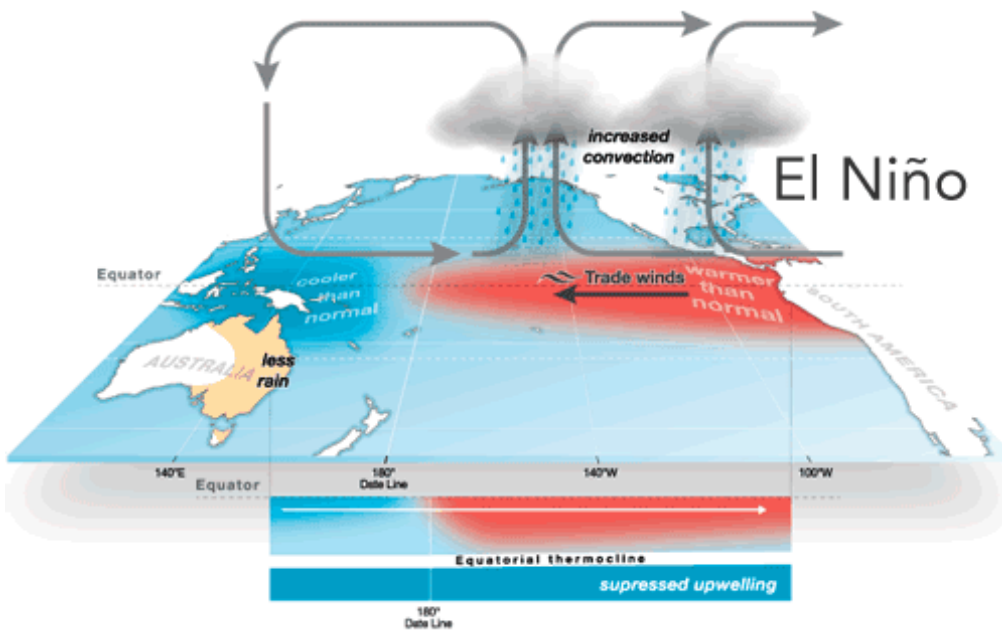 increased
convection
El Niño
Equator
cooler
than
normal
Trade winds
warmer
than
normal
SOUTH AMERICA
AUSTRALIA
less
rain
140°E
180°
Date Line
140°W
100°W
Equator
Equatorial thermocline
supressed upwelling
180°
Date Line